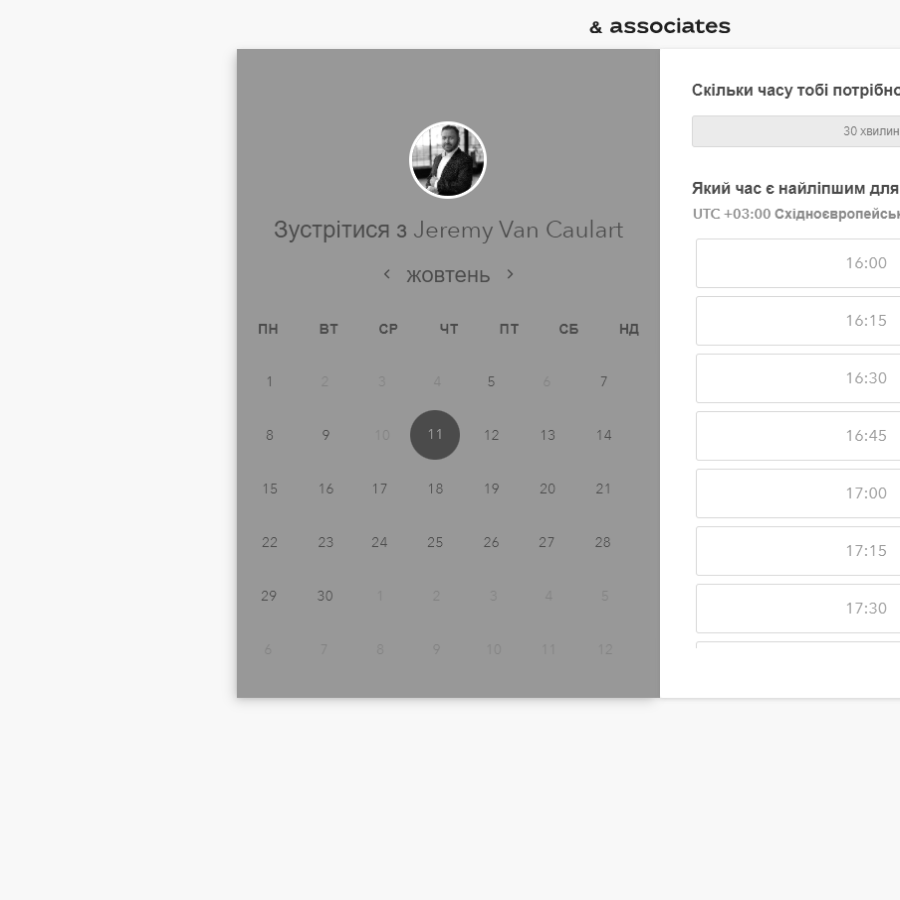 & associates
Зустрітися з Jeremy Van Caulart
жовтень
ПН ВТ СР ЧТ ПТ СБ НД
1 2 3 4 5 6 7
8 9 10 11 12 13 14
15 16 17 18 19 20 21
22 23 24 25 26 27 28
29 30 1 2 3 4 5
6 7 8 9 10 11 12
Скільки часу тобі потрібно
30 хвилин
Який час є найліпшим для
UTC +03:00 Східноєвропейськ
16:00
16:15
16:30
16:45
17:00
17:15
17:30